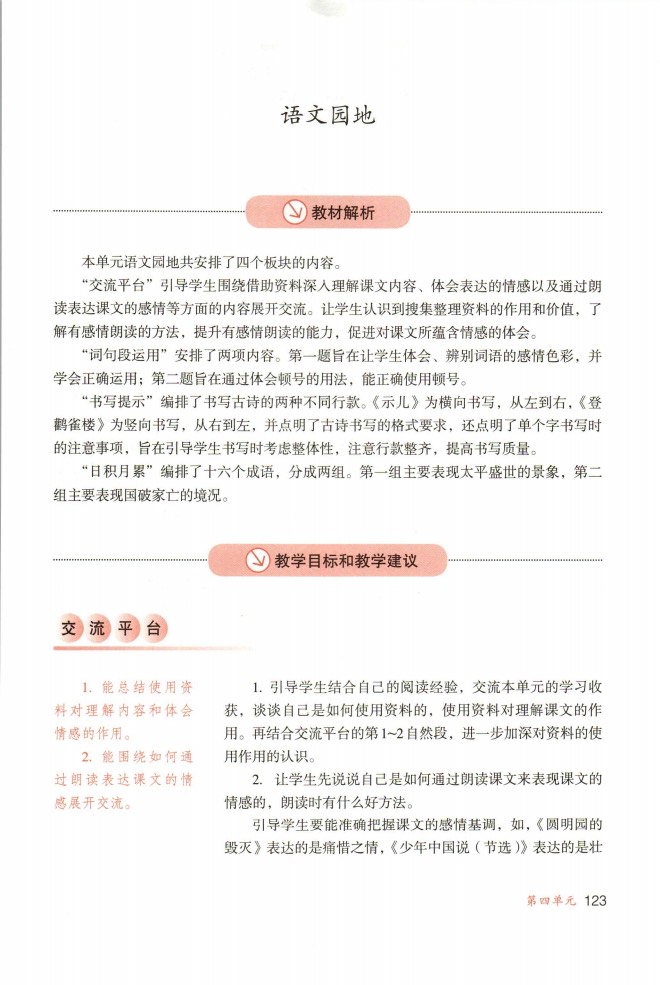 语文园地
教材解析
本单元语文园地共安排了四个板块的内容。
“交流平台”引导学生围绕借助资料深入理解课文内容、体会表达的情感以及通过朗
读表达课文的感情等方面的内容展开交流。让学生认识到搜集整理资料的作用和价值，了
解有感情朗读的方法，提升有感情朗读的能力，促进对课文所蕴含情感的体会。
“词句段运用”安排了两项内容。第一题旨在让学生体会、辨别词语的感情色彩，并
学会正确运用；第二题旨在通过体会顿号的用法，能正确使用顿号。
“书写提示”编排了书写古诗的两种不同行款。《示儿》为横向书写，从左到右，《登
鹳雀楼》为竖向书写，从右到左，并点明了古诗书写的格式要求，还点明了单个字书写时
的注意事项，旨在引导学生书写时考虑整体性，注意行款整齐，提高书写质量。
“日积月累”编排了十六个成语，分成两组。第一组主要表现太平盛世的景象，第二
组主要表现国破家亡的境况。
教学目标和教学建议
交流平台
1. 能总结使用资
料对理解内容和体会
情感的作用。
2. 能围绕如何通
过朗读表达课文的情
感展开交流。
1. 引导学生结合自己的阅读经验，交流本单元的学习收
获，谈谈自己是如何使用资料的，使用资料对理解课文的作
用。再结合交流平台的第1~2自然段，进一步加深对资料的使
用作用的认识。
2. 让学生先说说自己是如何通过朗读课文来表现课文的
情感的，朗读时有什么好方法。
引导学生要能准确把握课文的感情基调，如，《圆明园的
毁灭》表达的是痛惜之情，《少年中国说（节选）》表达的是壮
第四单元 123